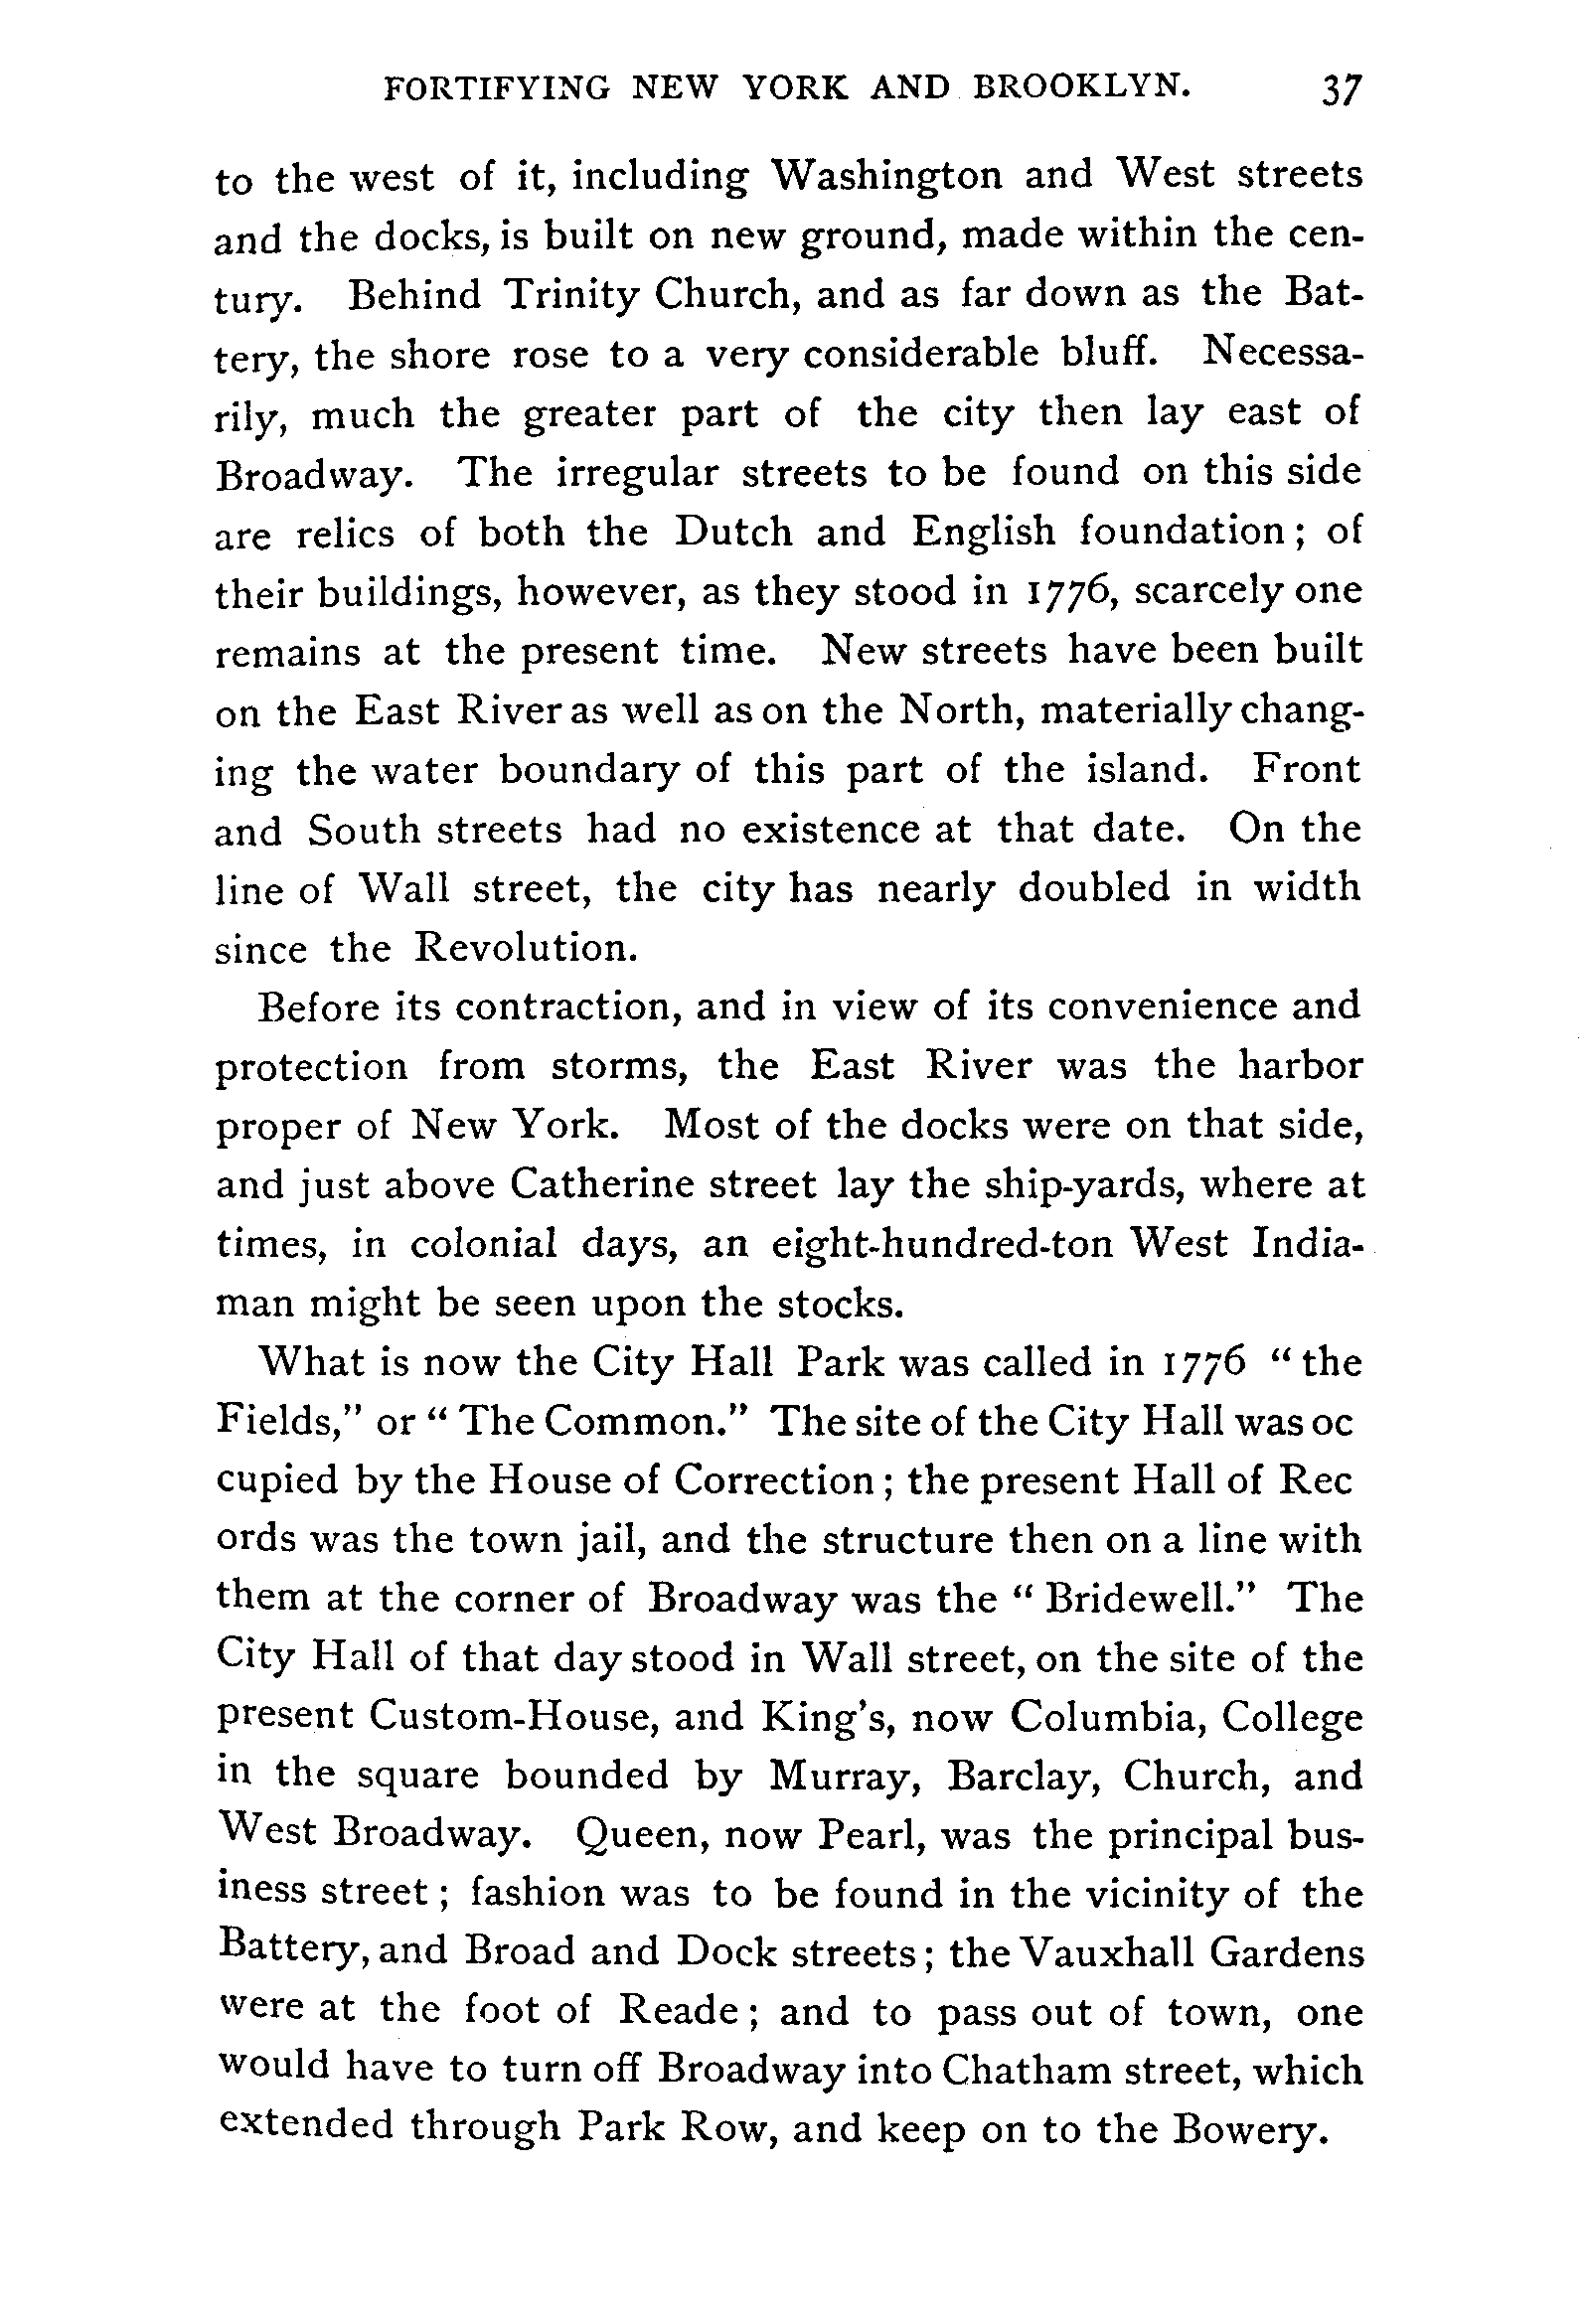 FORTIFYING NEW YORK AND BROOKLYN. 37
to the west of it, including Washington and West streets
and the docks, is built on new ground, made within the cen-
tury. Behind Trinity Church, and as far down as the Bat-
tery, the shore rose to a very considerable bluff. Necessa-
rily, much the greater part of the city then lay east of
Broadway. The irregular streets to be found on this side
are relics of both the Dutch and English foundation; of
their buildings, however, as they stood in 1776, scarcely one
remains at the present time. New streets have been built
on the East River as well as on the North, materially chang-
ing the water boundary of this part of the island. Front
and South streets had no existence at that date. On the
line of Wall street, the city has nearly doubled in width
since the Revolution.
Before its contraction, and in view of its convenience and
protection from storms, the East River was the harbor
proper of New York. Most of the docks were on that side,
and just above Catherine street lay the ship-yards, where at
times, in colonial days, an eight-hundred-ton West India-
man might be seen upon the stocks.
What is now the City Hall Park was called in 1776 "the
Fields," or "The Common." The site of the City Hall was oc
cupied by the House of Correction; the present Hall of Rec
ords was the town jail, and the structure then on a line with
them at the corner of Broadway was the "Bridewell." The
City Hall of that day stood in Wall street, on the site of the
present Custom-House, and King's, now Columbia, College
in the square bounded by Murray, Barclay, Church, and
West Broadway. Queen, now Pearl, was the principal bus-
iness street; fashion was to be found in the vicinity of the
Battery, and Broad and Dock streets; the Vauxhall Gardens
were at the foot of Reade; and to pass out of town, one
would have to turn off Broadway into Chatham street, which
extended through Park Row, and keep on to the Bowery.